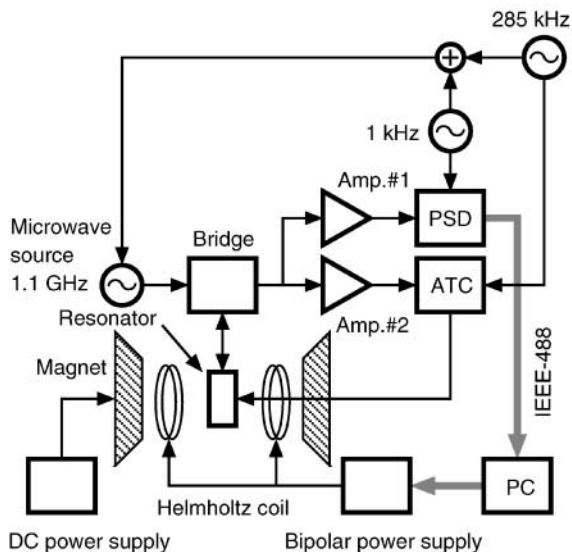 285 kHz
1 kHz
Amp.#1
PSD
Microwave
source
1.1 GHz
Bridge
ATC
Amp.#2
Resonator
Magnet
IEEE-488
Helmholtz coil
PC
DC power supply
Bipolar power supply